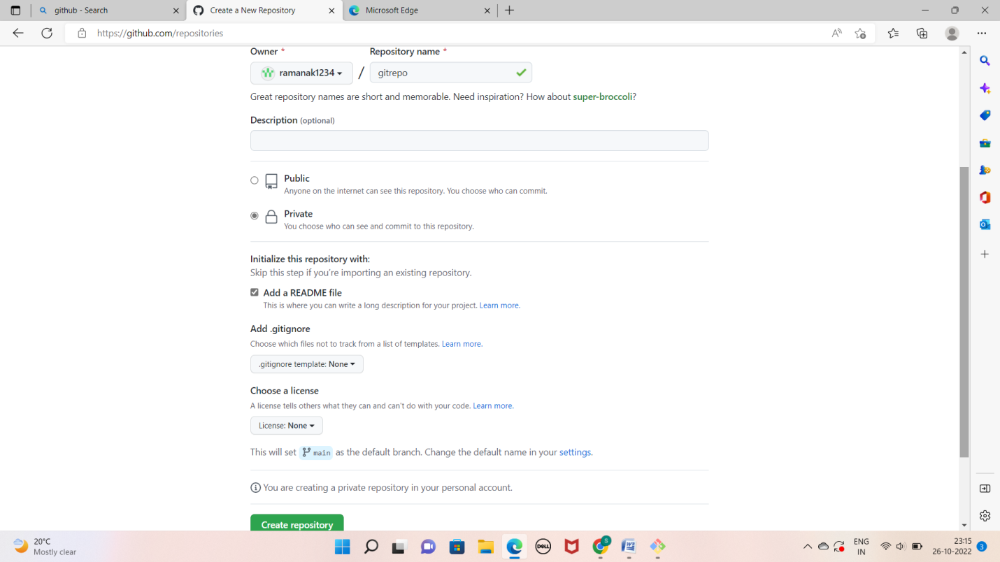 github - Search
Create a New Repository
Microsoft Edge
https://github.com/repositories
Owner *
Repository name *
ramanak1234 / gitrepo
Great repository names are short and memorable. Need inspiration? How about super-broccoli?
Description (optional)
Public
Anyone on the internet can see this repository. You choose who can commit.
Private
You choose who can see and commit to this repository.
Initialize this repository with:
Skip this step if you're importing an existing repository.
Add a README file
This is where you can write a long description for your project. Learn more.
Add .gitignore
Choose which files not to track from a list of templates. Learn more.
.gitignore template: None
Choose a license
A license tells others what they can and can't do with your code. Learn more.
License: None
This will set main as the default branch. Change the default name in your settings.
You are creating a private repository in your personal account.
Create repository
20°C
Mostly clear
DELL
S
W
ENG
IN
23:15
26-10-2022
3